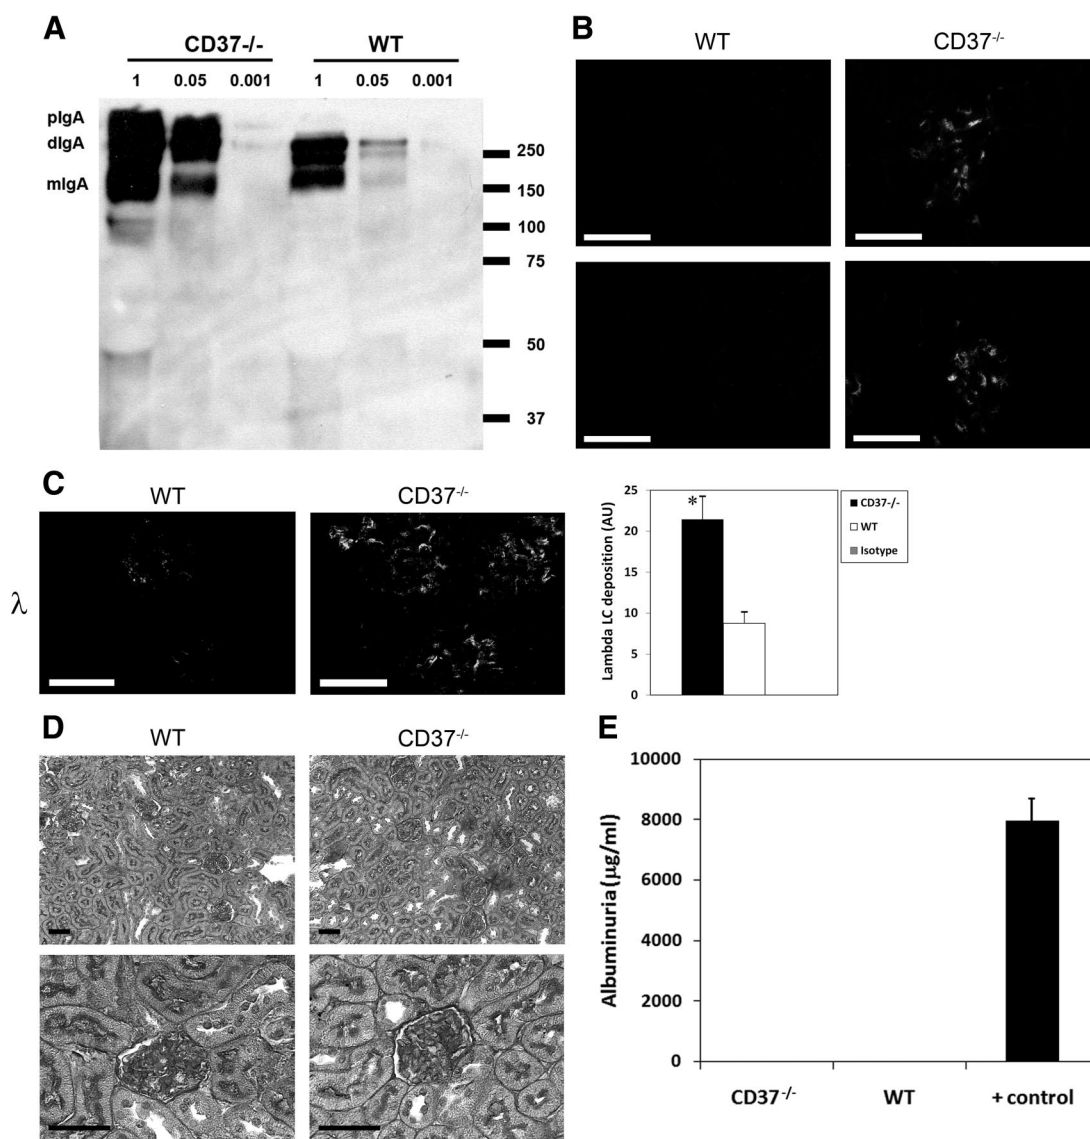 A
CD37-/- WT
1 0.05 0.001 1 0.05 0.001
pIgA
dIgA
mIgA
250
150
100
75
50
37
B
WT CD37-/-
C
WT CD37-/-
λ
Lambda LC deposition (AU)
25
20
15
10
5
0
*
CD37-/-
WT
Isotype
D
WT CD37-/-
E
Albuminuria (μg/ml)
10000
8000
6000
4000
2000
0
CD37-/- WT + control